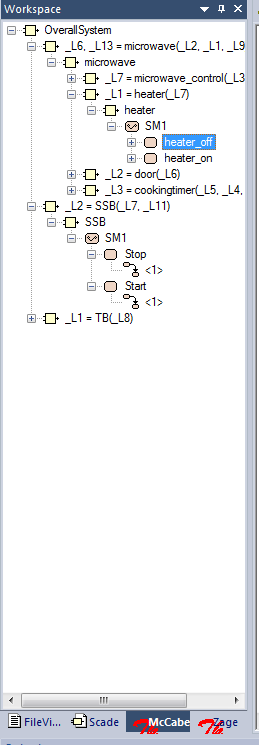 Workspace
OverallSystem
_L6, _L13 = microwave(_L2, _L1, _L9
microwave
_L7 = microwave_control(_L3
_L1 = heater(_L7)
heater
SM1
heater_off
heater_on
_L2 = door(_L6)
_L3 = cookingtimer(_L5, _L4,
_L2 = SSB(_L7, _L11)
SSB
SM1
Stop
<1>
Start
<1>
_L1 = TB(_L8)
FileVi... Scade McCabe Zage